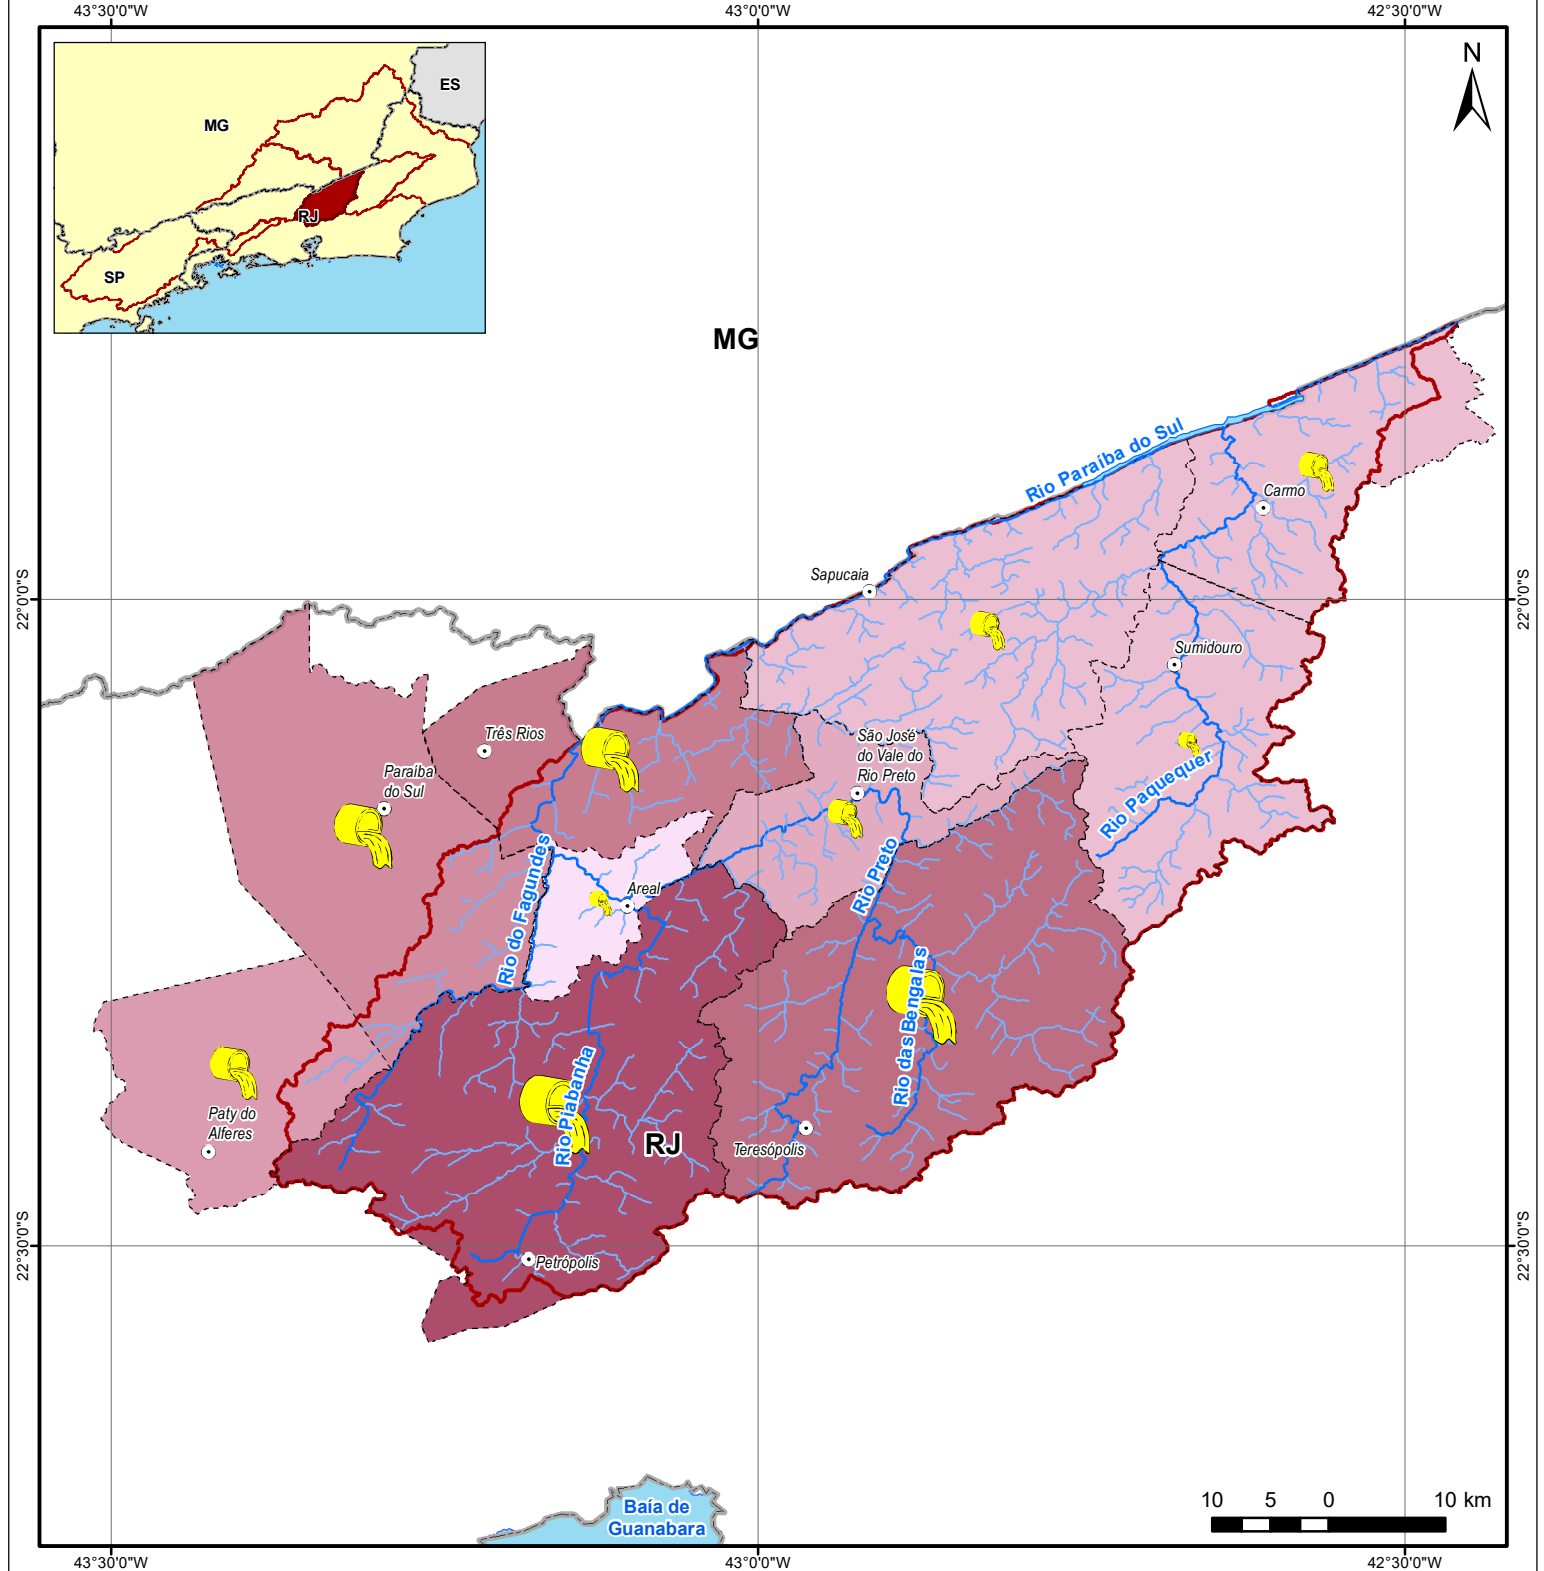 43°30'0"W
43°0'0"W
42°30'0"W
ES
MG
RJ
SP
N
MG
Rio Paraíba do Sul
Carmo
Sapucaia
22°0'0"S
22°0'0"S
Sumidouro
Três Rios
São José
do Vale do
Rio Preto
Paraíba
do Sul
Rio Paquequer
Rio Preto
Rio do Fagundes
Areal
Rio das Bengalas
Rio Piabanha
Paty do
Alferes
RJ
Teresópolis
22°30'0"S
22°30'0"S
Petrópolis
Baía de
Guanabara
10 5 0 10 km
43°30'0"W
43°0'0"W
42°30'0"W